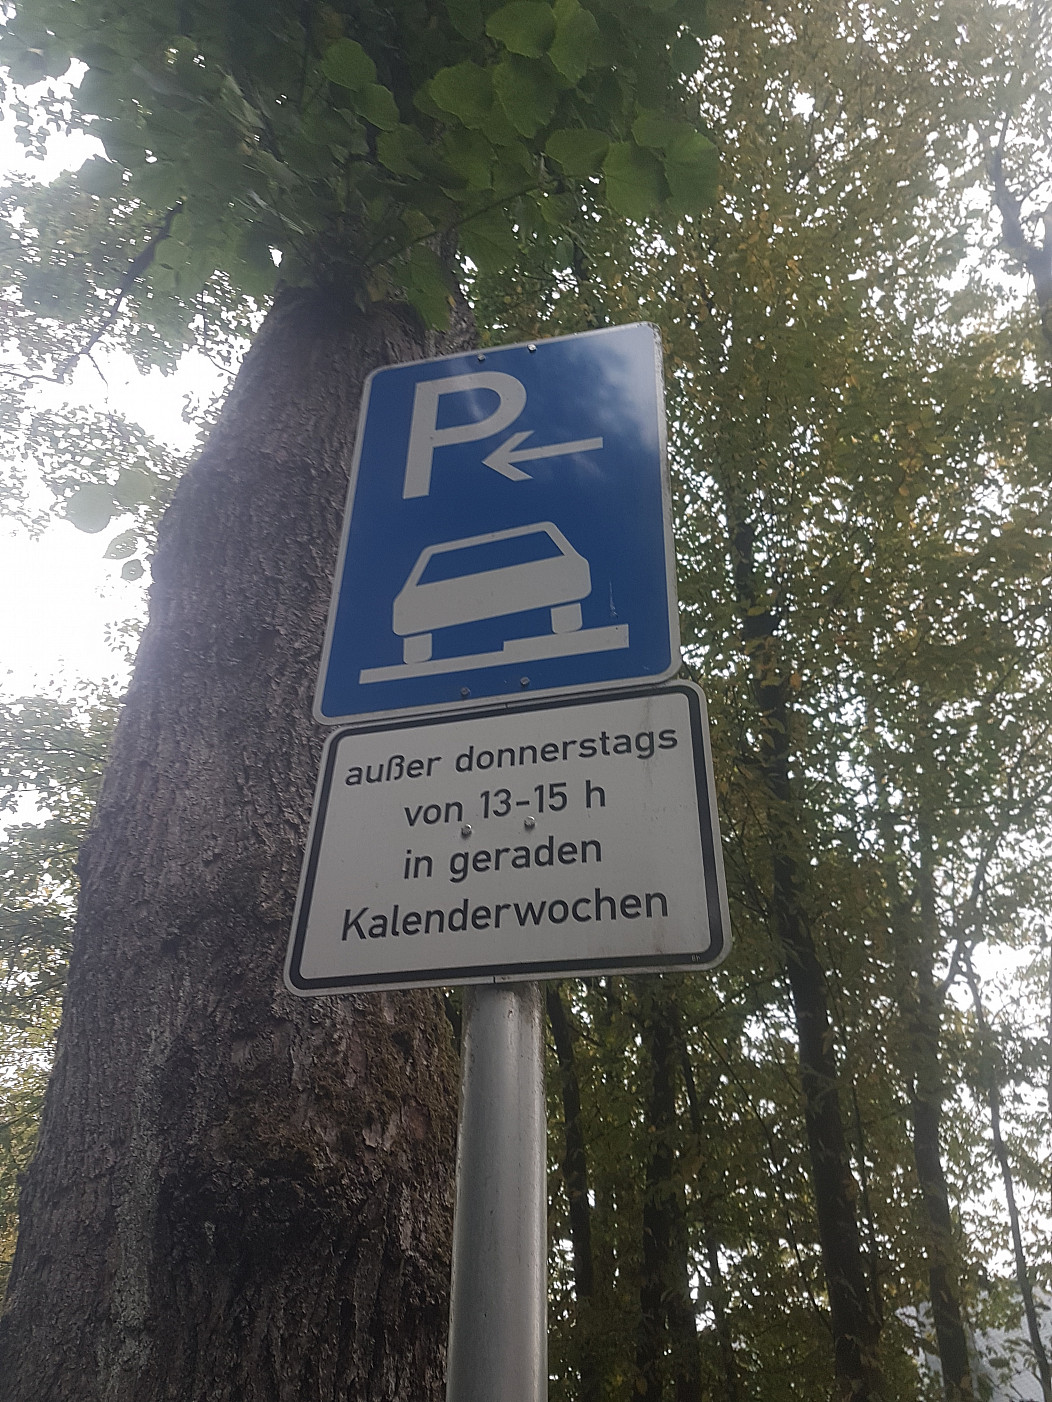 P
außer donnerstags
von 13-15 h
in geraden
Kalenderwochen